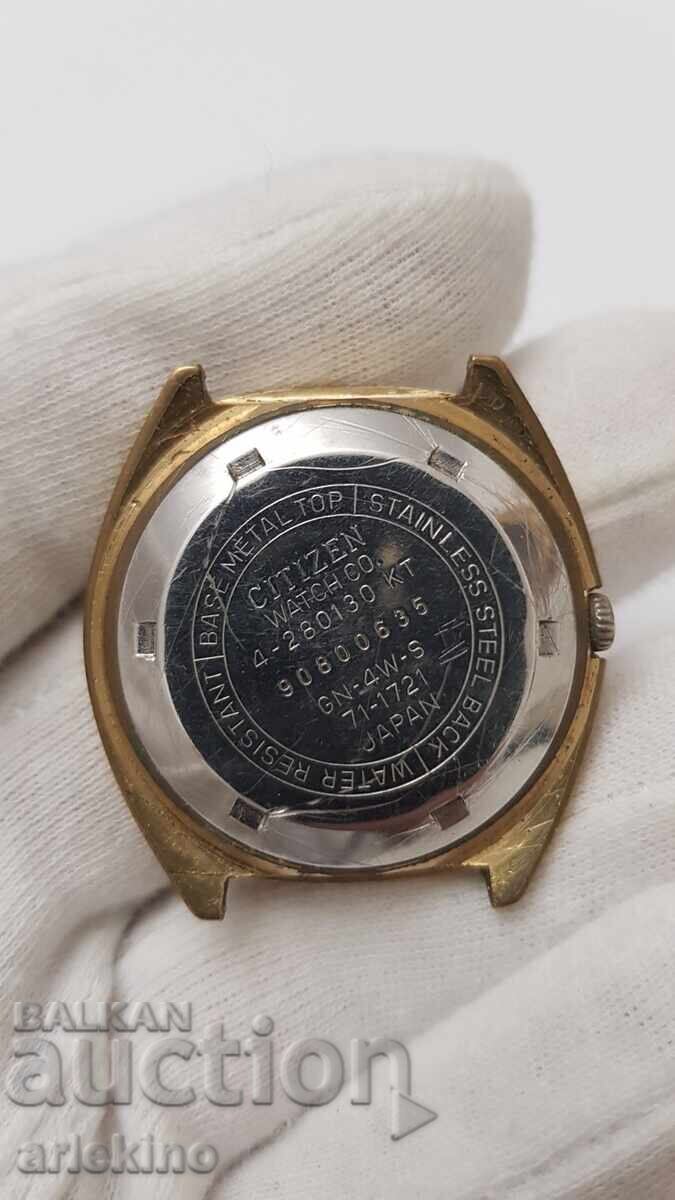 BASE METAL TOP | STAINLESS STEEL BACK | WATER RESISTANT |
CITIZEN
WATCH CO.
4-280130 KT
90800635
GN-4W-S
71-1721
JAPAN
BALKAN
auction
arlekino